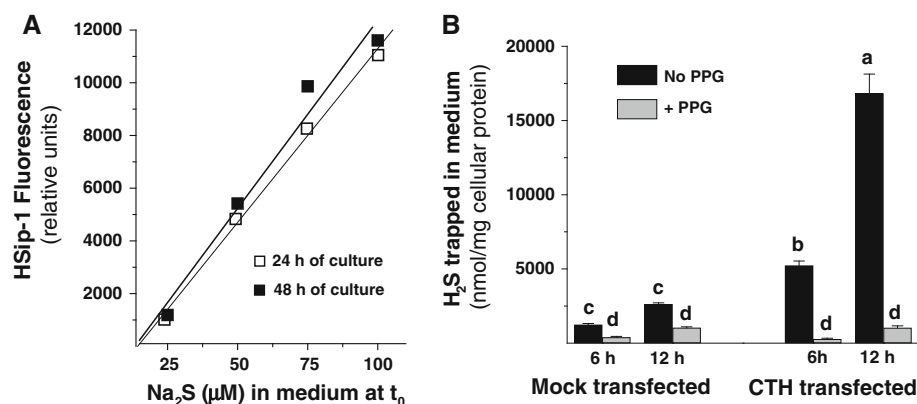 A
HSip-1 Fluorescence
(relative units)
12000
10000
8000
6000
4000
2000
24 h of culture
48 h of culture
25 50 75 100
Na₂S (μM) in medium at t₀
B
H₂S trapped in medium
(nmol/mg cellular protein)
20000
17500
15000
10000
5000
No PPG
+ PPG
a
b
c c
d d d d
6 h 12 h 6h 12 h
Mock transfected CTH transfected